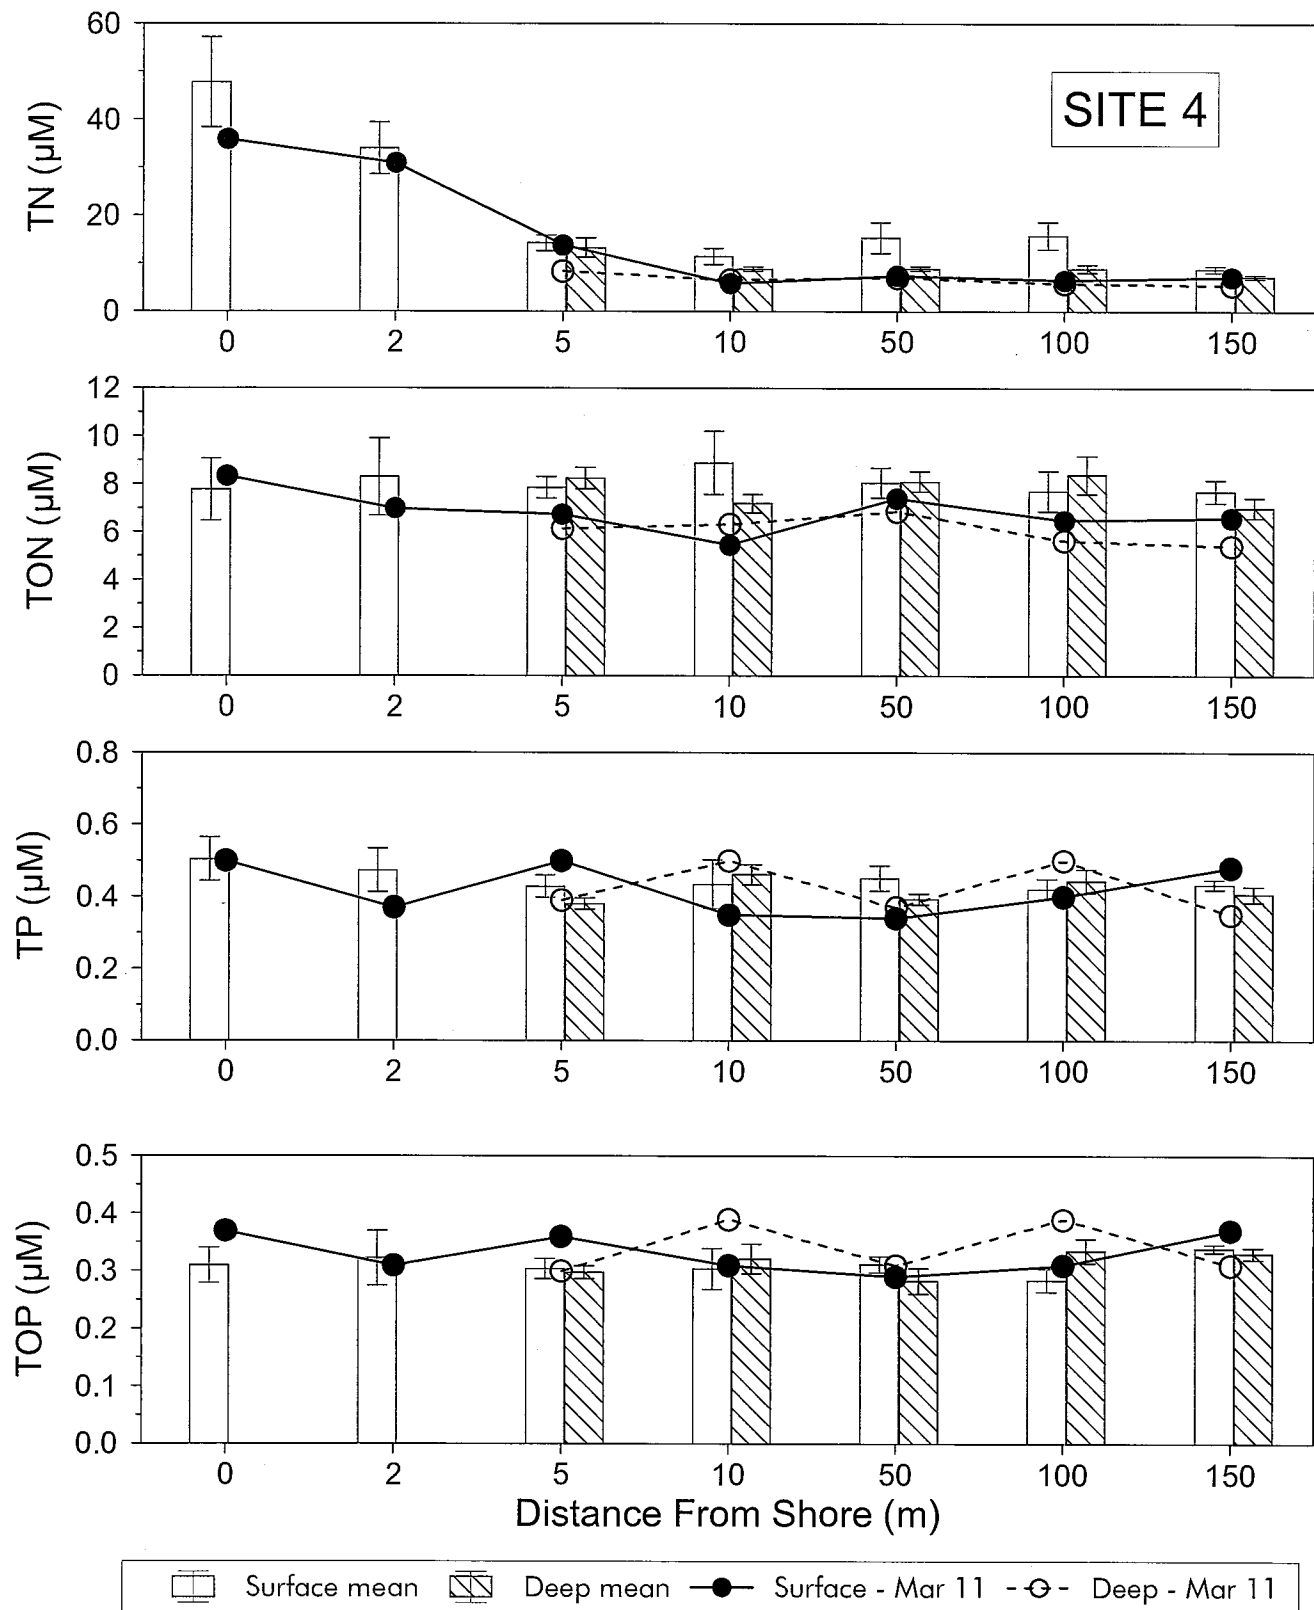 60
40
20
0
TN (µM)
SITE 4
0 2 5 10 50 100 150
12
10
8
6
4
2
0
TON (µM)
0 2 5 10 50 100 150
0.8
0.6
0.4
0.2
0.0
TP (µM)
0 2 5 10 50 100 150
0.5
0.4
0.3
0.2
0.1
0.0
TOP (µM)
0 2 5 10 50 100 150
Distance From Shore (m)
Surface mean Deep mean Surface - Mar 11 Deep - Mar 11